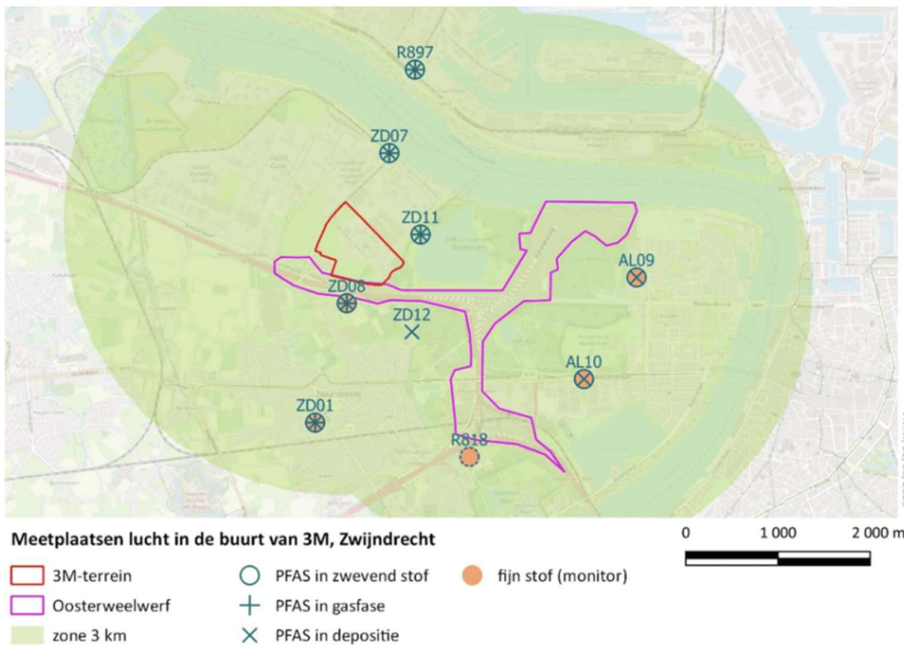 R897
ZD07
ZD11
AL09
ZD08
ZD12
AL10
ZD01
R818
Meetplaatsen lucht in de buurt van 3M, Zwijndrecht
3M-terrein
Oosterweelwerf
zone 3 km
PFAS in zwevend stof
PFAS in gasfase
PFAS in depositie
fijn stof (monitor)
0 1 000 2 000 m